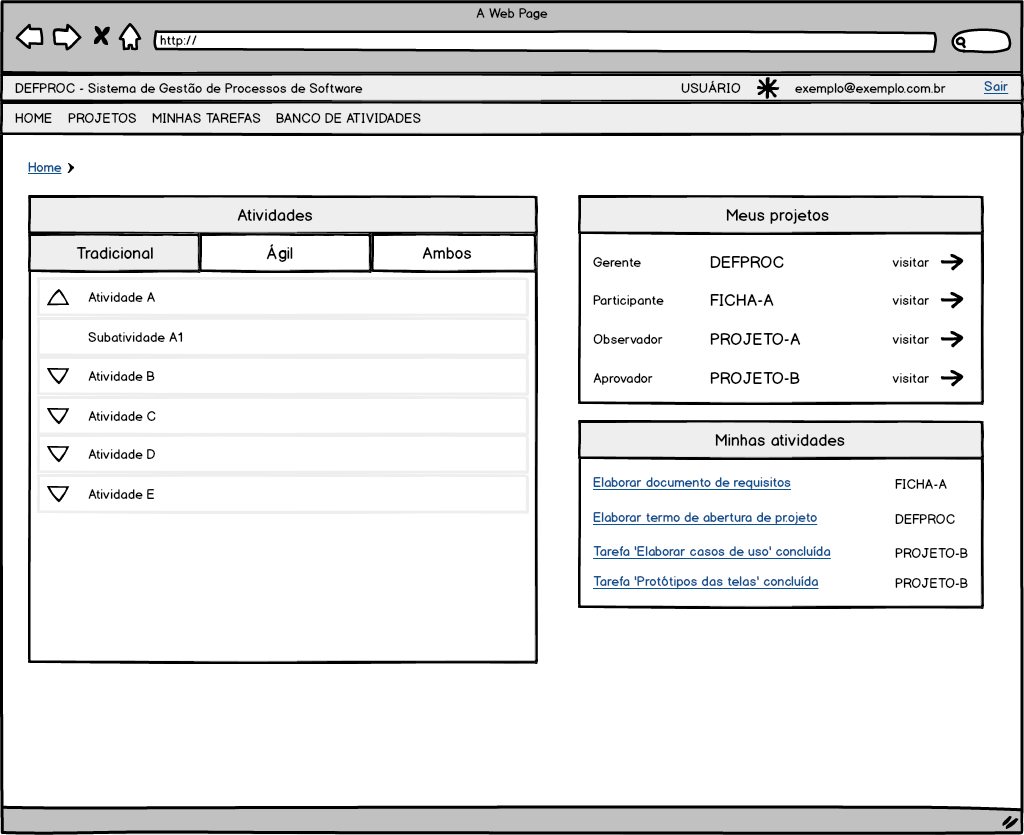 A Web Page
http://
DEFPROC - Sistema de Gestão de Processos de Software USUÁRIO exemplo@exemplo.com.br Sair
HOME PROJETOS MINHAS TAREFAS BANCO DE ATIVIDADES
Home
Atividades
Tradicional Ágil Ambos
Atividade A
Subatividade A1
Atividade B
Atividade C
Atividade D
Atividade E
Meus projetos
Gerente DEFPROC visitar
Participante FICHA-A visitar
Observador PROJETO-A visitar
Aprovador PROJETO-B visitar
Minhas atividades
Elaborar documento de requisitos FICHA-A
Elaborar termo de abertura de projeto DEFPROC
Tarefa 'Elaborar casos de uso' concluída PROJETO-B
Tarefa 'Protótipos das telas' concluída PROJETO-B